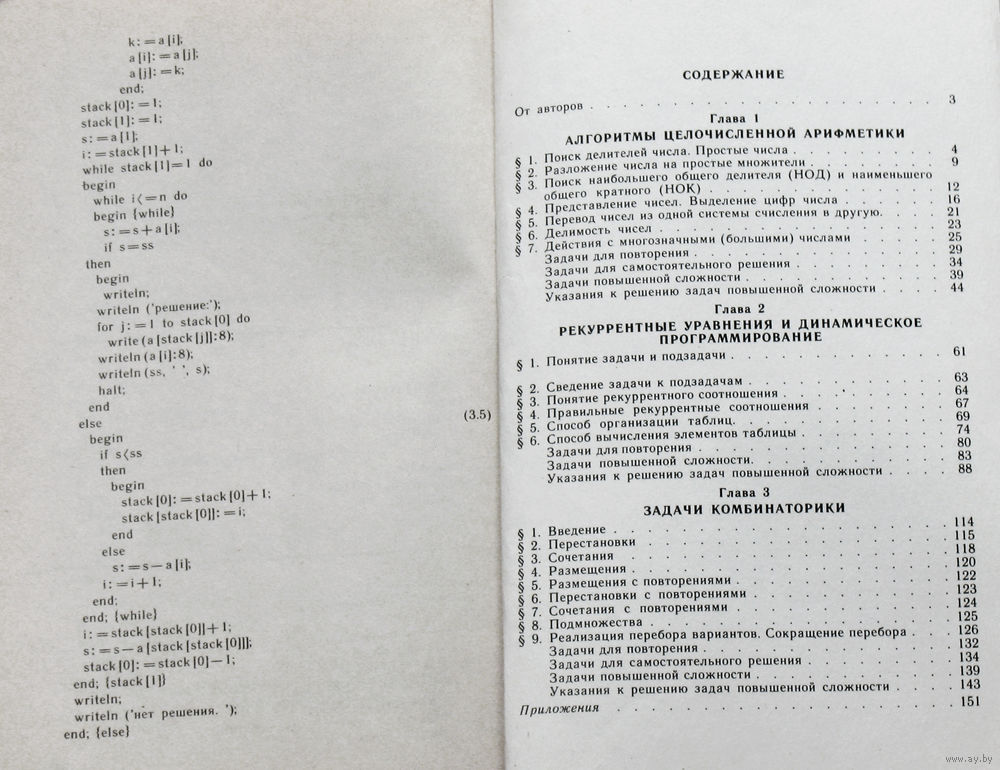 k:=a[i];
a[i]:=a[j];
a[j]:=k;
end;
stack[0]:=1;
stack[1]:=1;
s:=a[1];
i:=stack[1]+1;
while stack[1]=1 do
begin
while i<=n do
begin {while}
s:=s+a[i];
if s=ss
then
begin
writeln;
writeln ('решение:');
for j:=1 to stack[0] do
write(a[stack[j]]:8);
writeln(a[i]:8);
writeln(ss, ' ', s);
halt;
end
(3.5)
else
begin
if s<ss
then
begin
stack[0]:=stack[0]+1;
stack[stack[0]]:=i;
end
else
s:=s—a[i];
i:=i+1;
end;
end; {while}
i:=stack[stack[0]]+1;
s:=s—a[stack[stack[0]]];
stack[0]:=stack[0]—1;
end; {stack[1]}
writeln;
writeln ('нет решения. ');
end; {else}
СОДЕРЖАНИЕ
От авторов . . . . . . . . . . . . . . . . . . . 3
Глава 1
АЛГОРИТМЫ ЦЕЛОЧИСЛЕННОЙ АРИФМЕТИКИ
§ 1. Поиск делителей числа. Простые числа . . . . . . . . 4
§ 2. Разложение числа на простые множители . . . . . . . 9
§ 3. Поиск наибольшего общего делителя (НОД) и наименьшего
общего кратного (НОК) . . . . . . . . . . . . 12
§ 4. Представление чисел. Выделение цифр числа . . . . . 16
§ 5. Перевод чисел из одной системы счисления в другую. . . . 21
§ 6. Делимость чисел . . . . . . . . . . . . . . 23
§ 7. Действия с многозначными (большими) числами . . . . 25
Задачи для повторения . . . . . . . . . . . . . 29
Задачи для самостоятельного решения . . . . . . . . 34
Задачи повышенной сложности . . . . . . . . . . 39
Указания к решению задач повышенной сложности . . . . 44
Глава 2
РЕКУРРЕНТНЫЕ УРАВНЕНИЯ И ДИНАМИЧЕСКОЕ
ПРОГРАММИРОВАНИЕ
§ 1. Понятие задачи и подзадачи . . . . . . . . . . . 61
§ 2. Сведение задачи к подзадачам . . . . . . . . . . 63
§ 3. Понятие рекуррентного соотношения . . . . . . . . 64
§ 4. Правильные рекуррентные соотношения . . . . . . . 67
§ 5. Способ организации таблиц. . . . . . . . . . . . 69
§ 6. Способ вычисления элементов таблицы . . . . . . . 74
Задачи для повторения . . . . . . . . . . . . . 80
Задачи повышенной сложности. . . . . . . . . . . 83
Указания к решению задач повышенной сложности . . . . 88
Глава 3
ЗАДАЧИ КОМБИНАТОРИКИ
§ 1. Введение . . . . . . . . . . . . . . . . . 114
§ 2. Перестановки . . . . . . . . . . . . . . . 115
§ 3. Сочетания . . . . . . . . . . . . . . . . 118
§ 4. Размещения . . . . . . . . . . . . . . . . 120
§ 5. Размещения с повторениями . . . . . . . . . . . 122
§ 6. Перестановки с повторениями . . . . . . . . . . 123
§ 7. Сочетания с повторениями . . . . . . . . . . . 124
§ 8. Подмножества . . . . . . . . . . . . . . . 125
§ 9. Реализация перебора вариантов. Сокращение перебора . . . 126
Задачи для повторения . . . . . . . . . . . . . 132
Задачи для самостоятельного решения . . . . . . . . 134
Задачи повышенной сложности . . . . . . . . . . 139
Указания к решению задач повышенной сложности . . . . 143
Приложения . . . . . . . . . . . . . . . . . . 151
www.ay.by